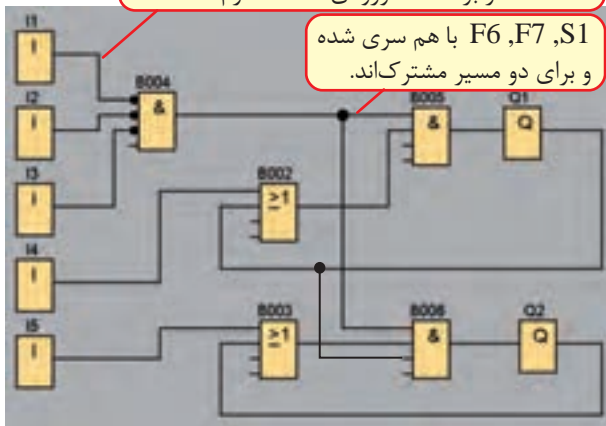 F6 ,F7 ,S1 با هم سری شده
و برای دو مسیر مشترک‌اند.
I1
I
I2
I
I3
I
I4
I
I5
I
B004
&
B002
≥1
B003
≥1
B005
&
B006
&
Q1
Q
Q2
Q